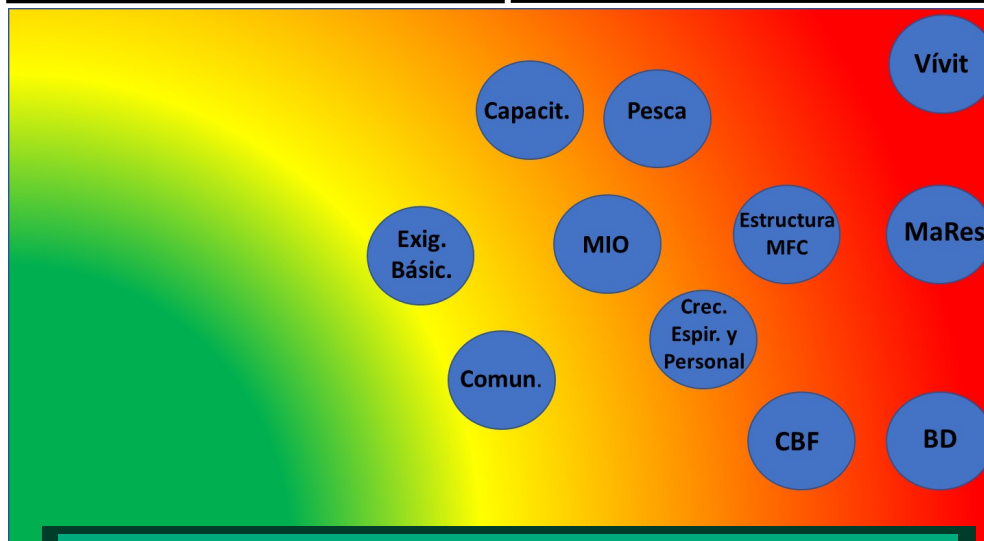 Vívit
Capacit.
Pesca
Exig.
Básic.
MIO
Estructura
MFC
MaRes
Crec.
Espir. y
Personal
Comun.
CBF
BD